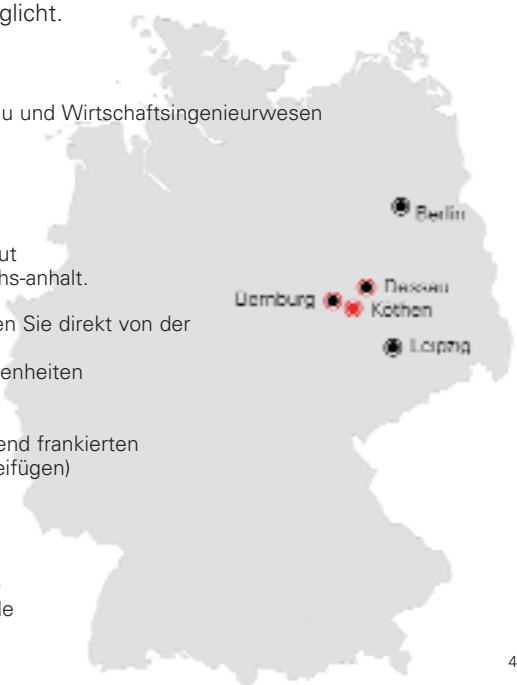 glicht.
u und Wirtschaftsingenieurwesen
ut
hs-anhalt.
en Sie direkt von der
enheiten
end frankierten
eifügen)
le
Berlin
Dessau
Bernburg
Köthen
Leipzig
4